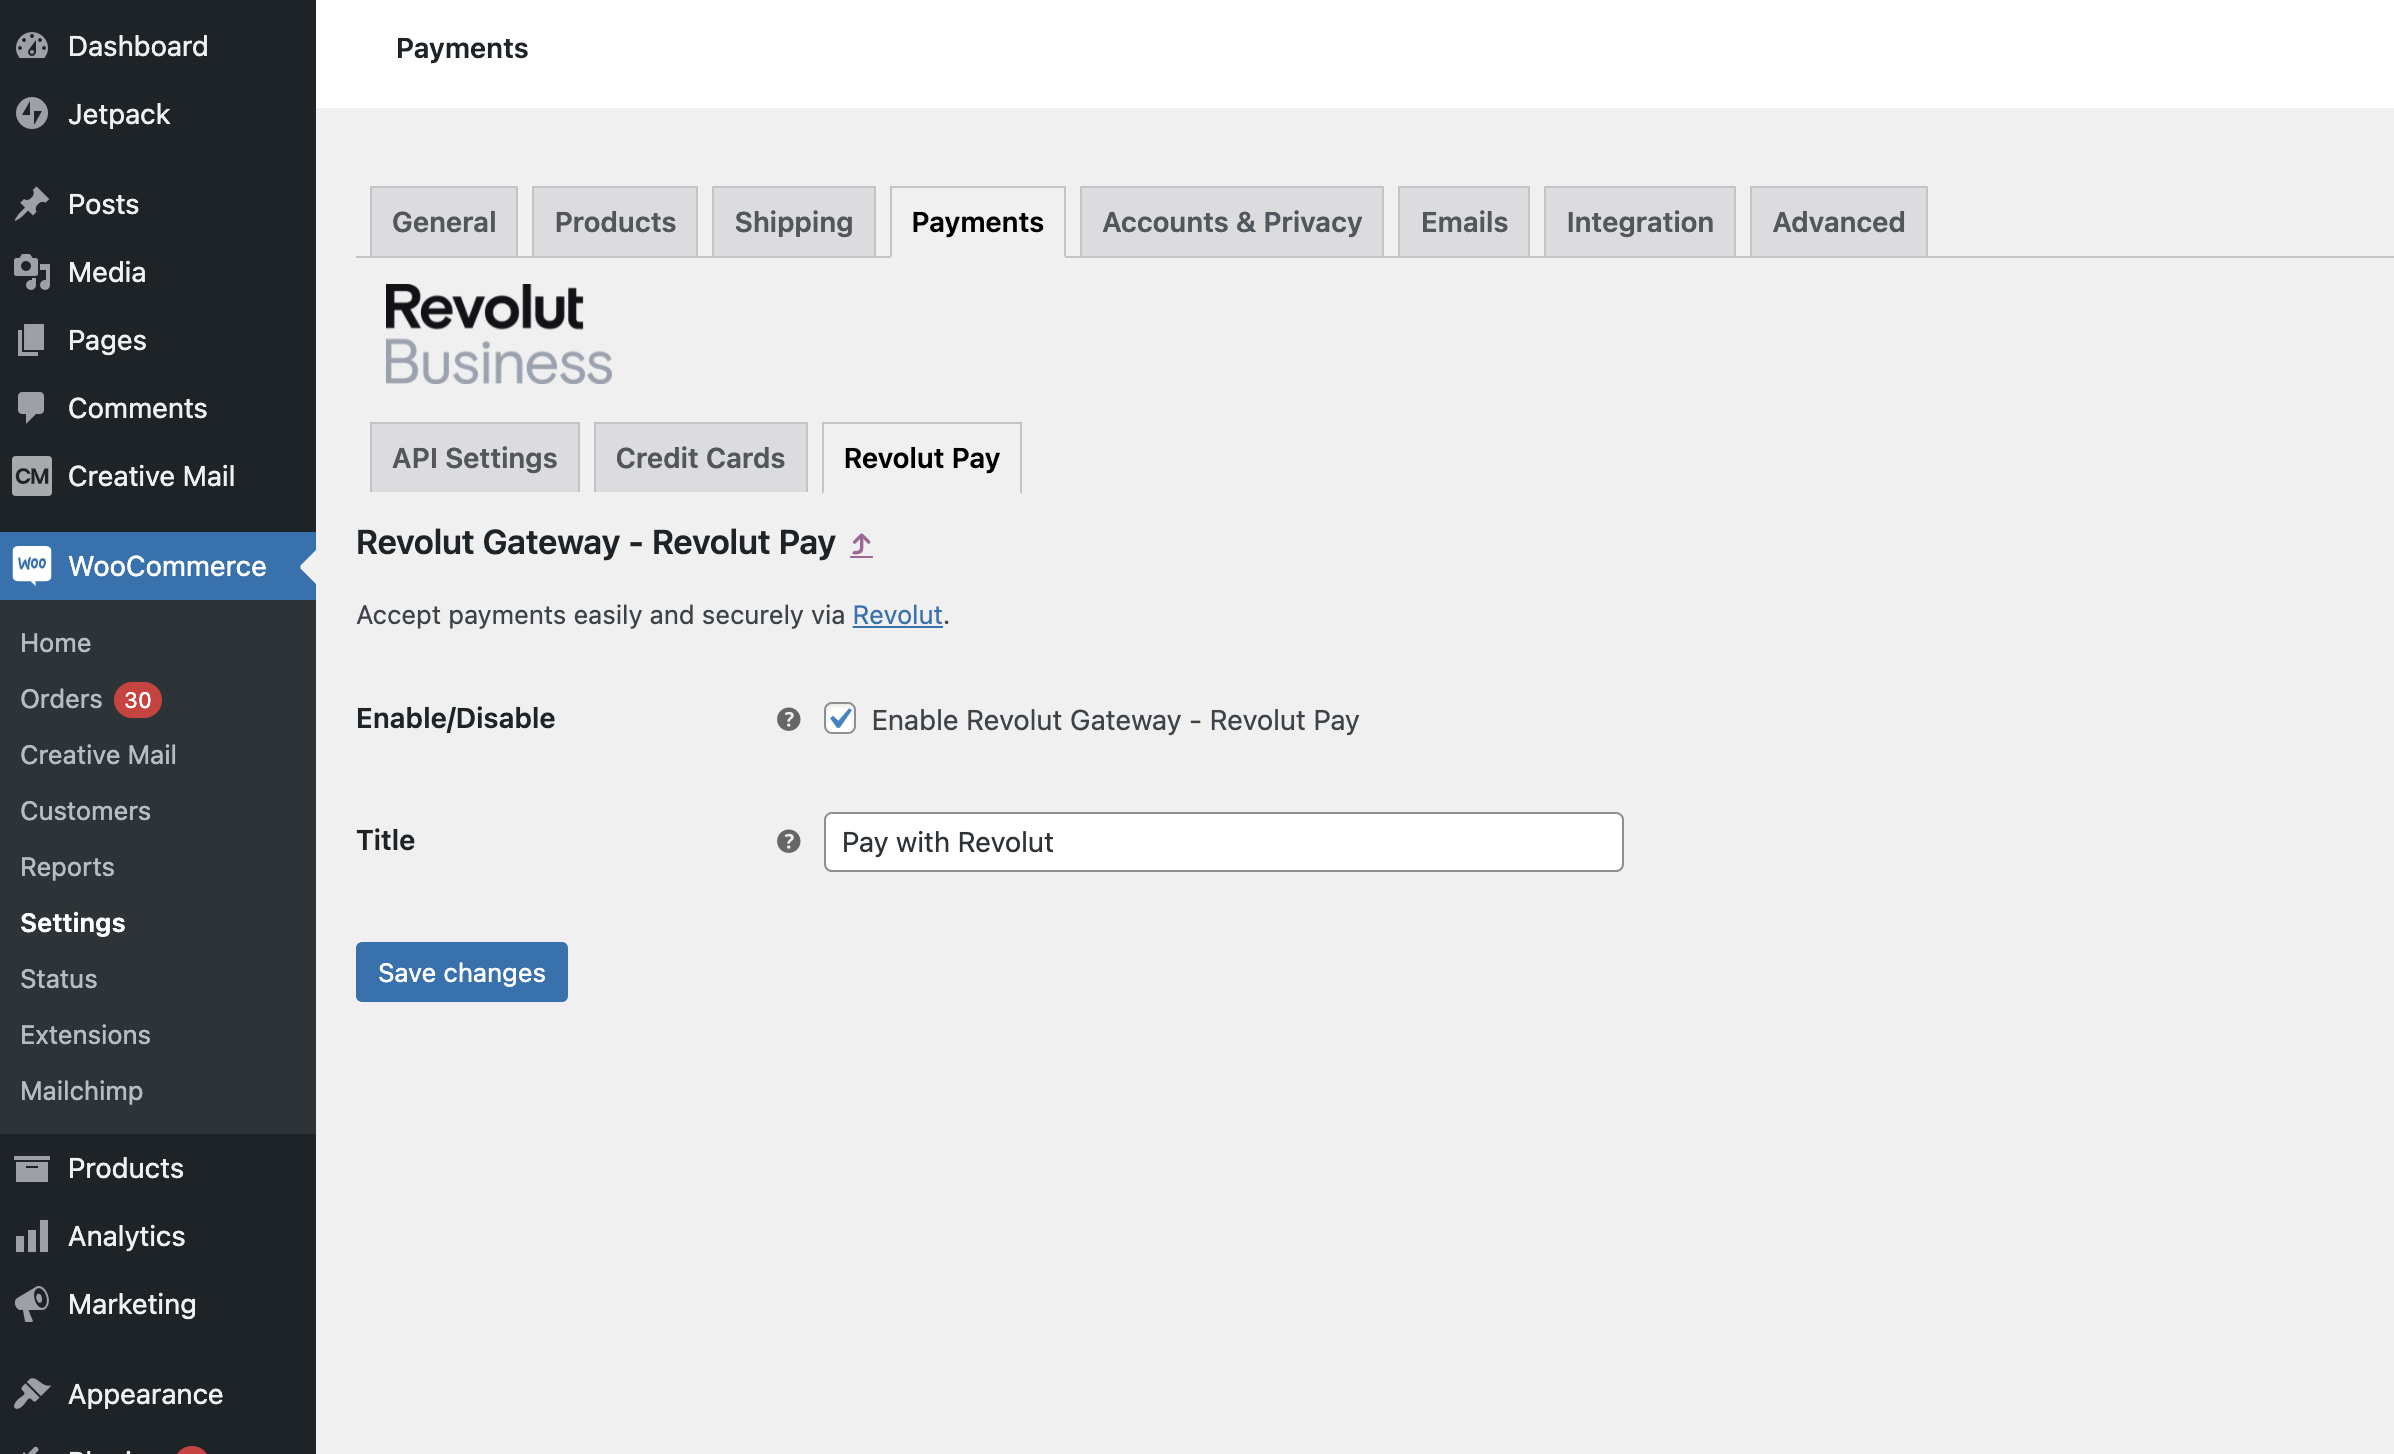 Dashboard
Jetpack
Posts
Media
Pages
Comments
CM Creative Mail
Woo WooCommerce
Home
Orders 30
Creative Mail
Customers
Reports
Settings
Status
Extensions
Mailchimp
Products
Analytics
Marketing
Appearance
Payments
General Products Shipping Payments Accounts & Privacy Emails Integration Advanced
Revolut
Business
API Settings Credit Cards Revolut Pay
Revolut Gateway - Revolut Pay
Accept payments easily and securely via Revolut.
Enable/Disable ? Enable Revolut Gateway - Revolut Pay
Title ? Pay with Revolut
Save changes